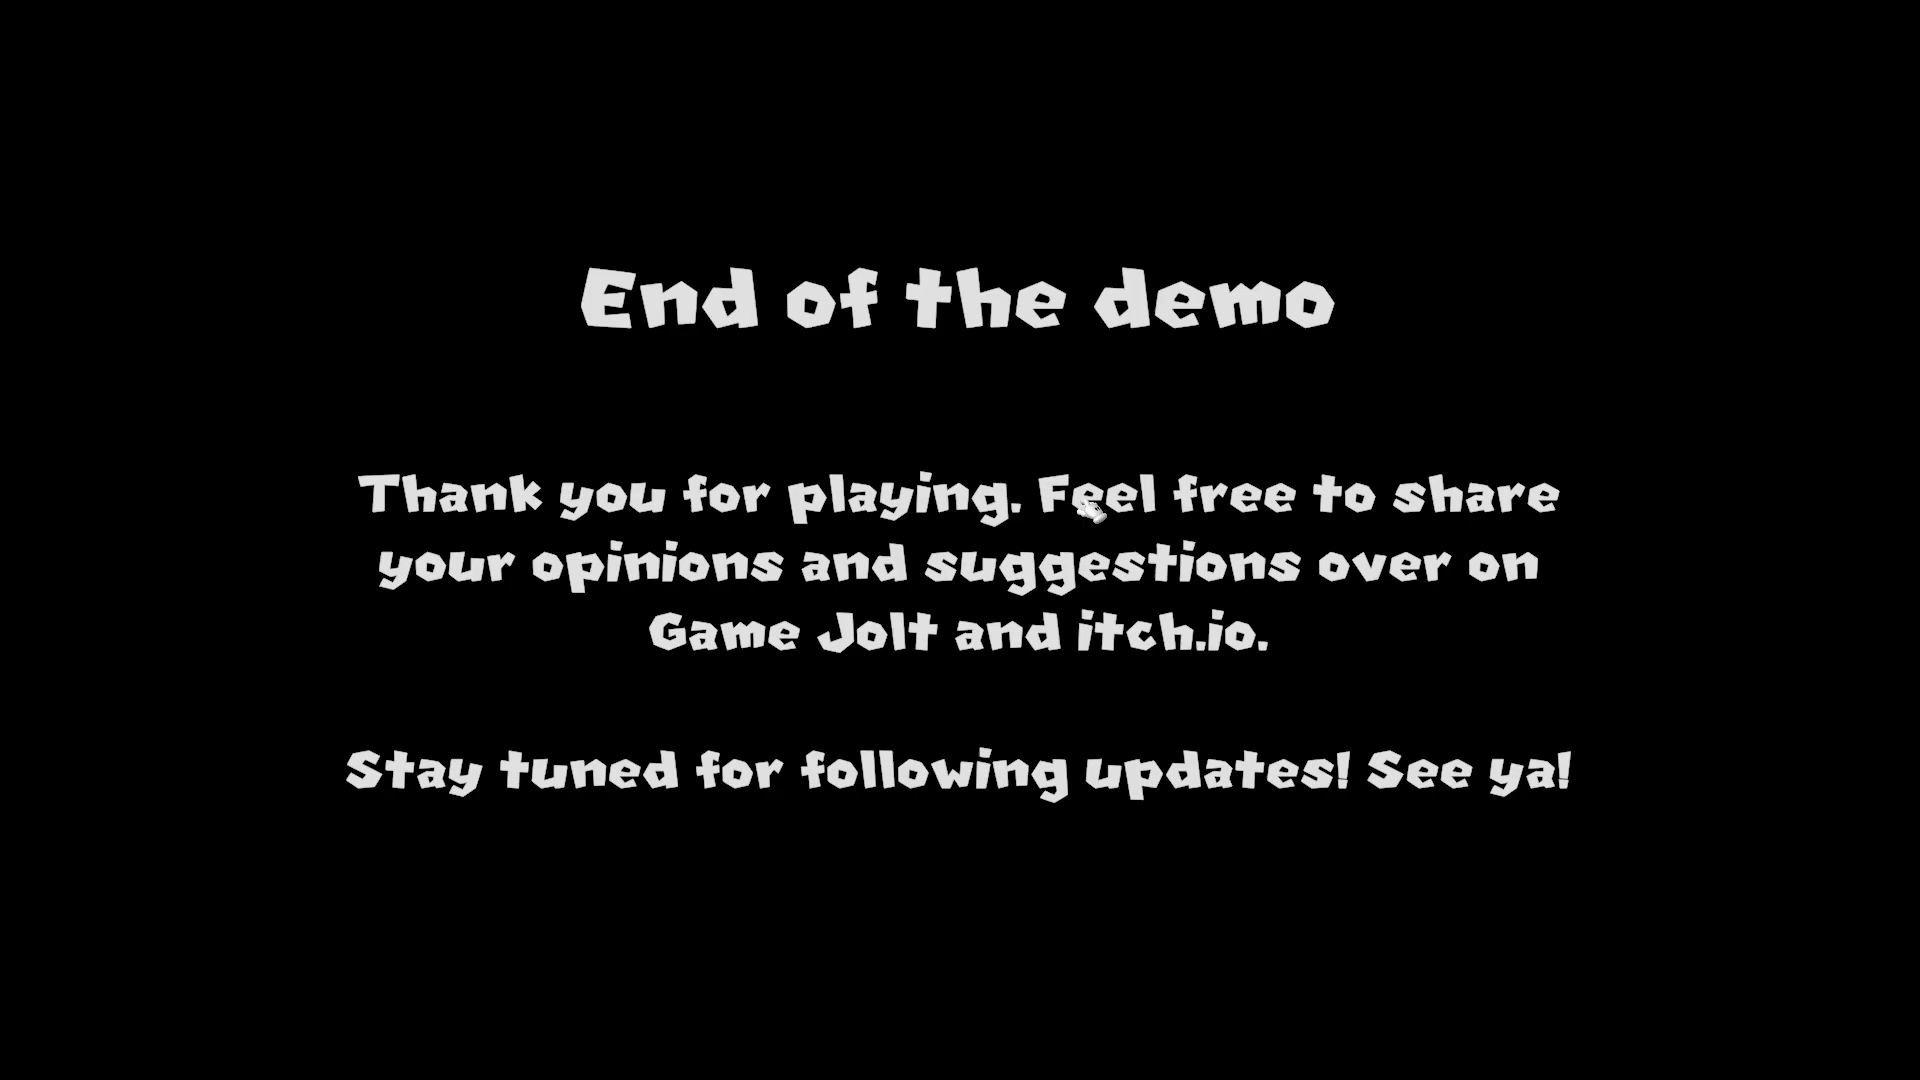 End of the demo
Thank you for playing. Feel free to share
your opinions and suggestions over on
Game Jolt and itch.io.
Stay tuned for following updates! See ya!